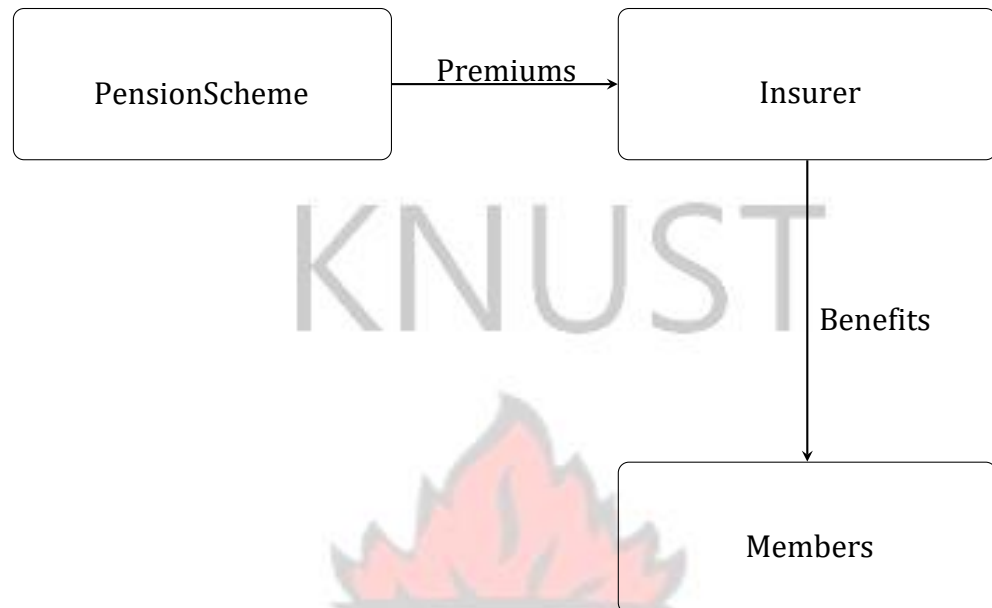 Premiums
PensionScheme
Insurer
KNUST
Benefits
Members